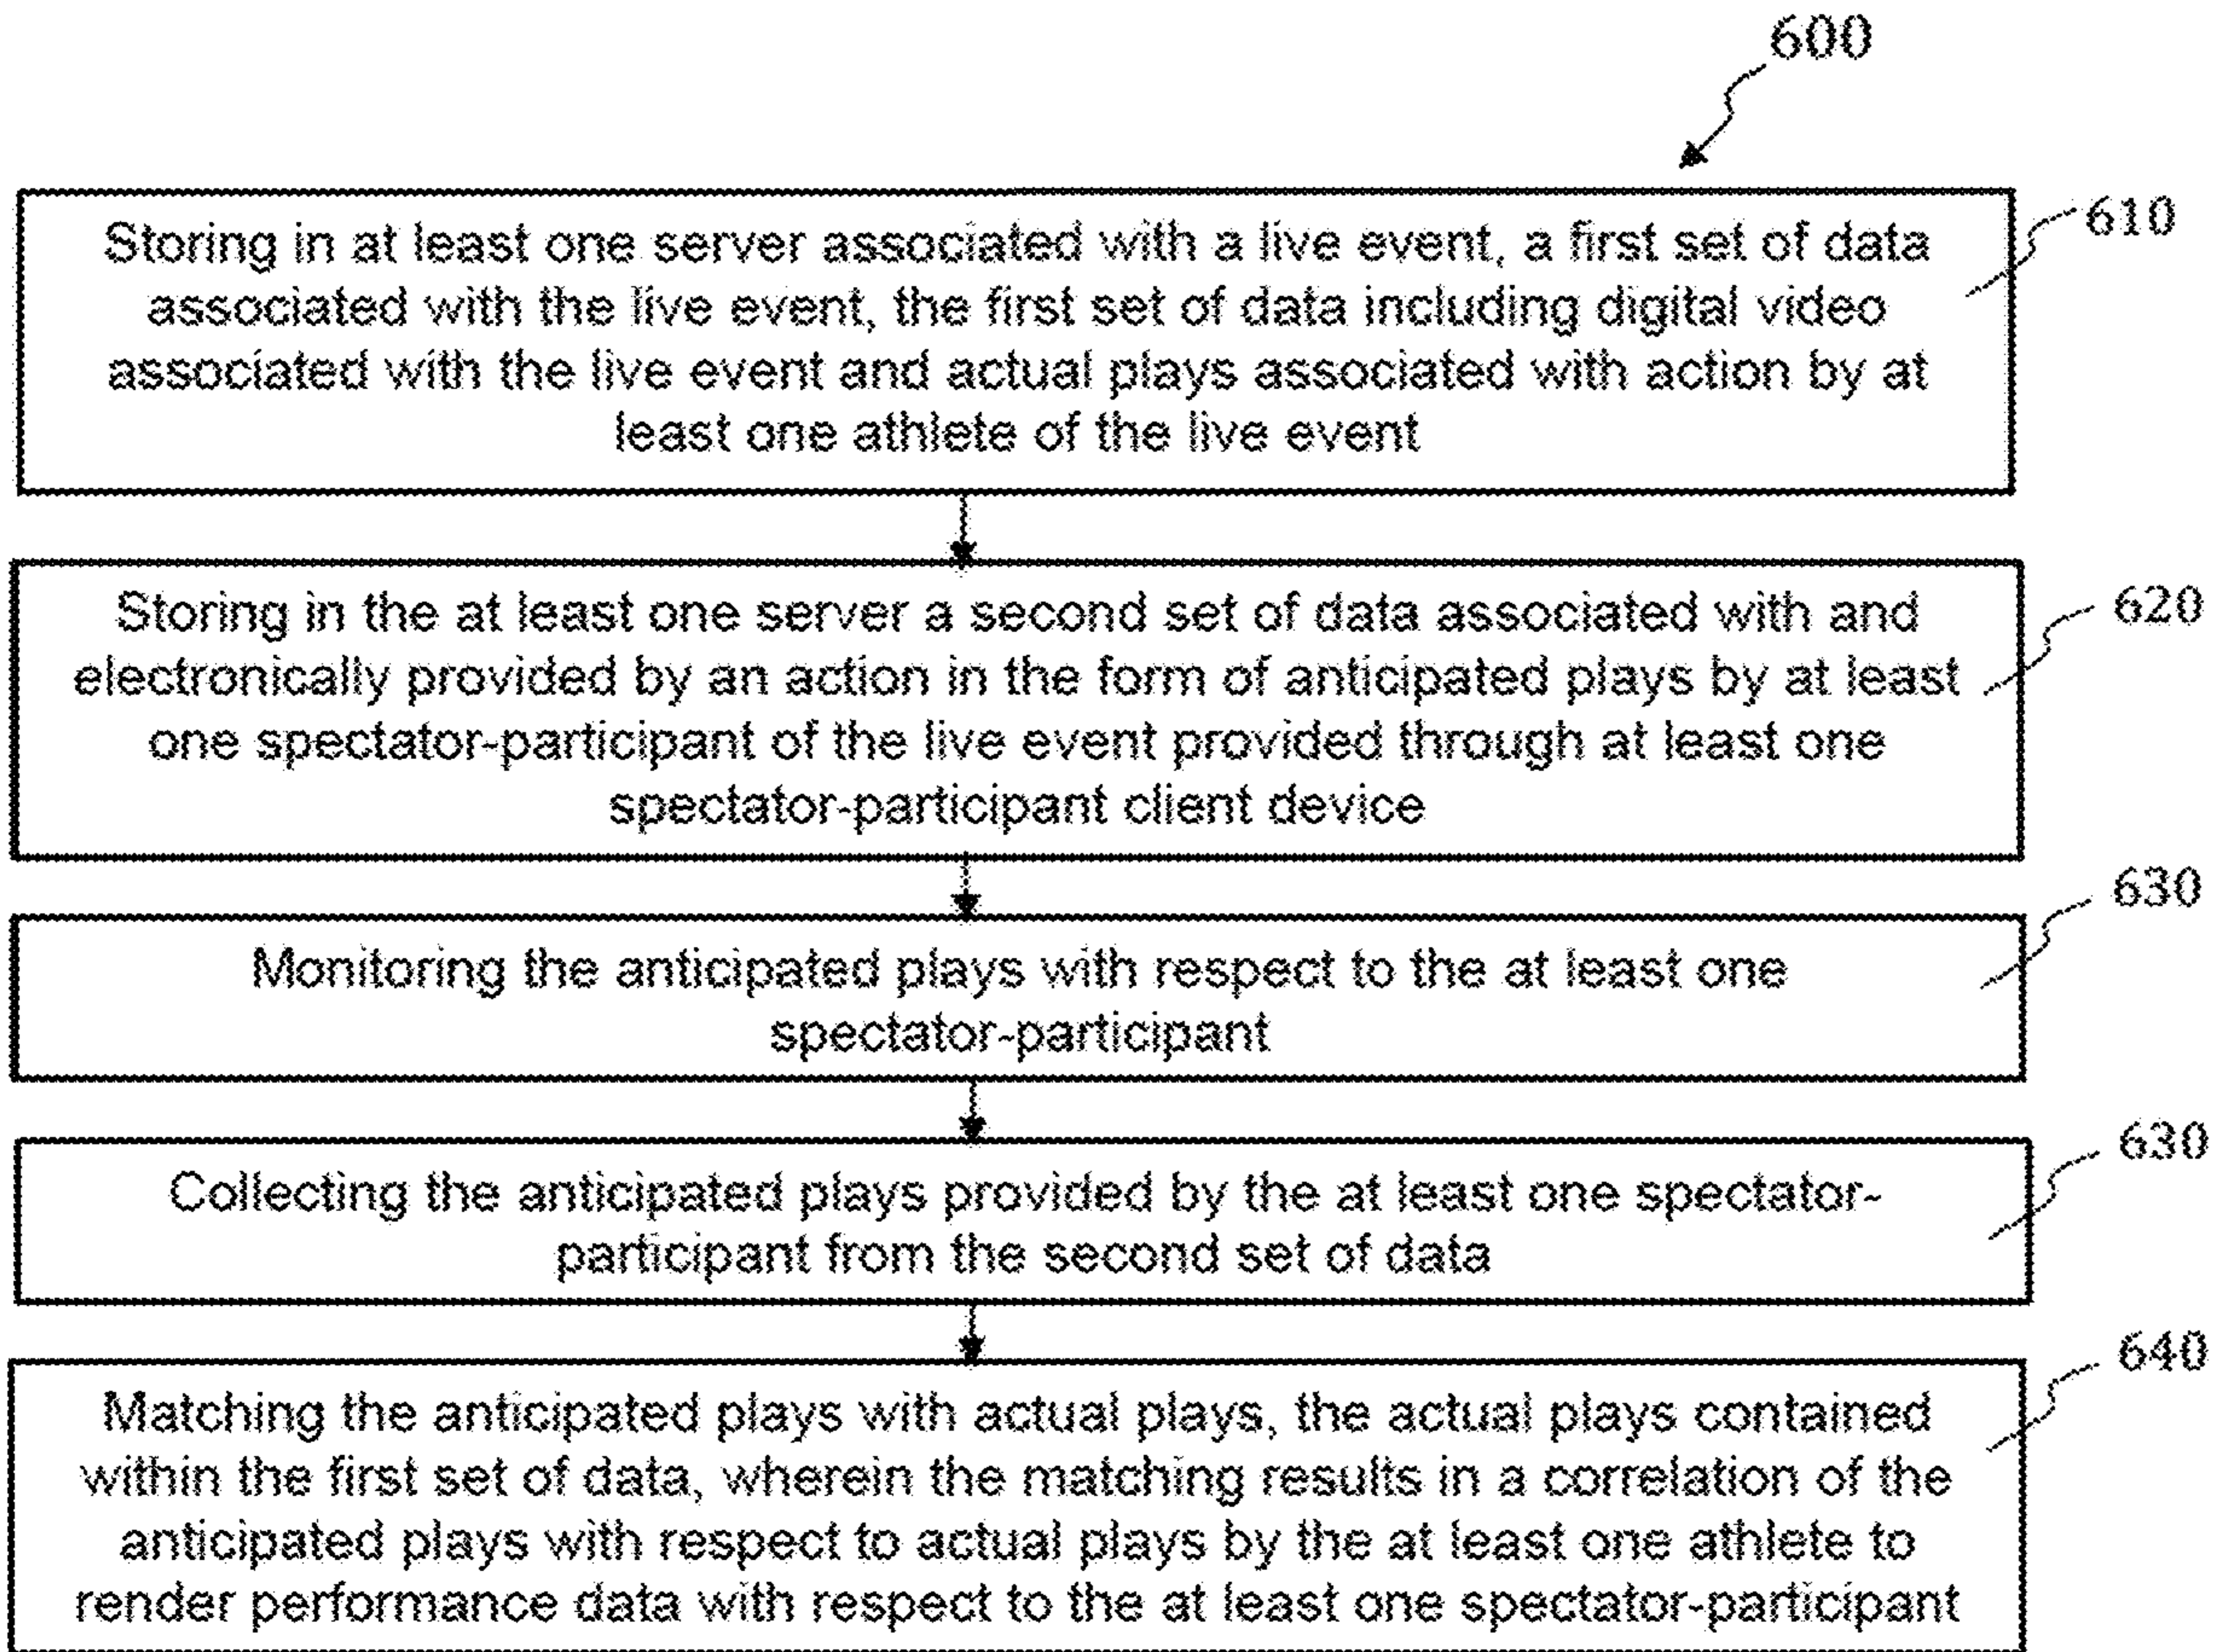 600
Storing in at least one server associated with a live event, a first set of data
associated with the live event, the first set of data including digital video
associated with the live event and actual plays associated with action by at
least one athlete of the live event
610
Storing in the at least one server a second set of data associated with and
electronically provided by an action in the form of anticipated plays by at least
one spectator-participant of the live event provided through at least one
spectator-participant client device
620
Monitoring the anticipated plays with respect to the at least one
spectator-participant
630
Collecting the anticipated plays provided by the at least one spectator-
participant from the second set of data
630
Matching the anticipated plays with actual plays, the actual plays contained
within the first set of data, wherein the matching results in a correlation of the
anticipated plays with respect to actual plays by the at least one athlete to
render performance data with respect to the at least one spectator-participant
640